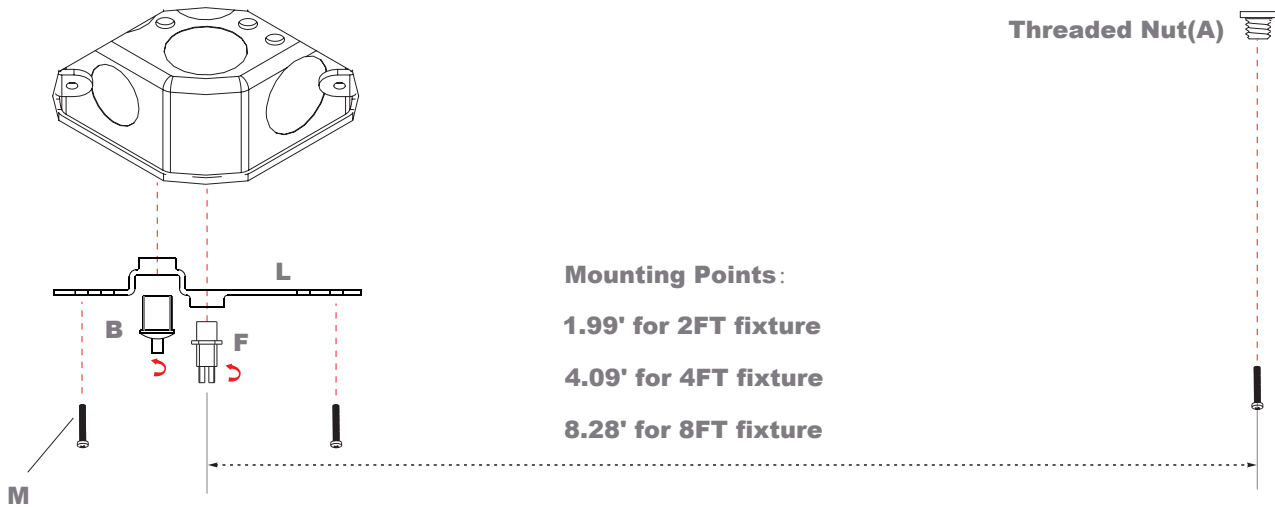 Threaded Nut(A)
L
Mounting Points:
B
F
1.99' for 2FT fixture
4.09' for 4FT fixture
8.28' for 8FT fixture
M